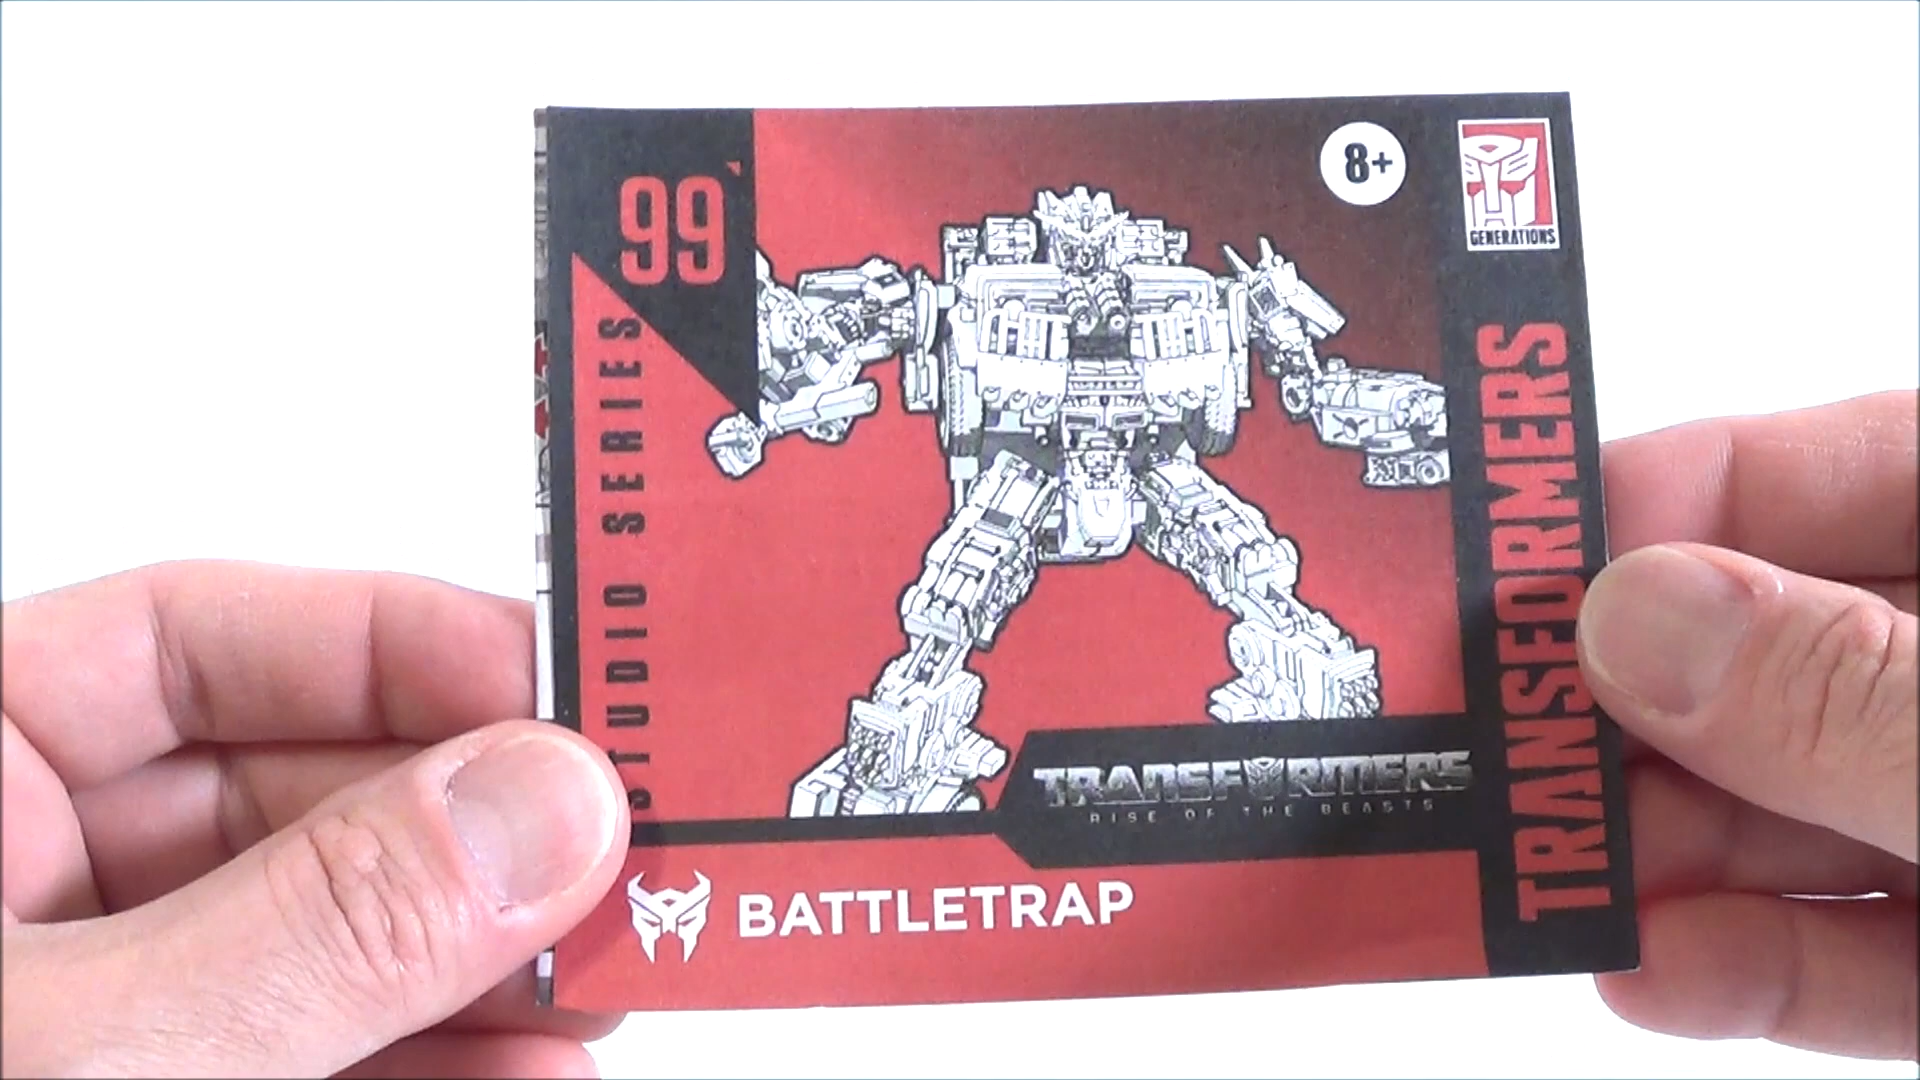 99
STUDIO SERIES
8+
GENERATIONS
TRANSFORMERS
TRANSFORMERS
RISE OF THE BEASTS
BATTLETRAP